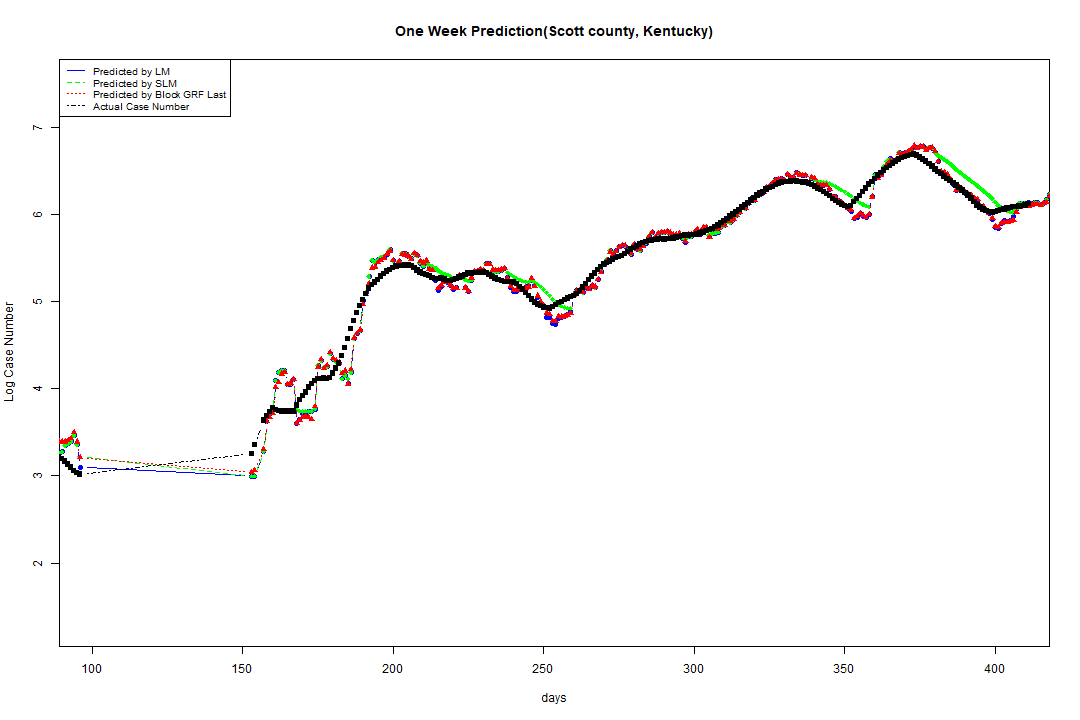 One Week Prediction(Scott county, Kentucky)
Predicted by LM
Predicted by SLM
Predicted by Block GRF Last
Actual Case Number
Log Case Number
7
6
5
4
3
2
100 150 200 250 300 350 400
days